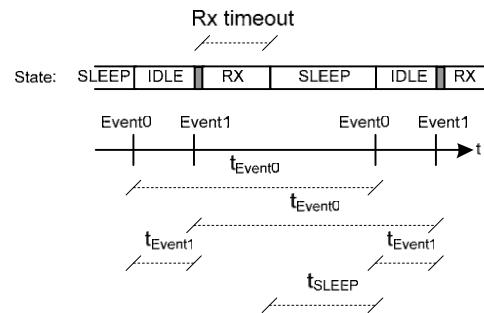 Rx timeout
State: SLEEP IDLE RX SLEEP IDLE RX
Event0 Event1 Event0 Event1
t
tEvent0
tEvent0
tEvent1 tEvent1
tSLEEP